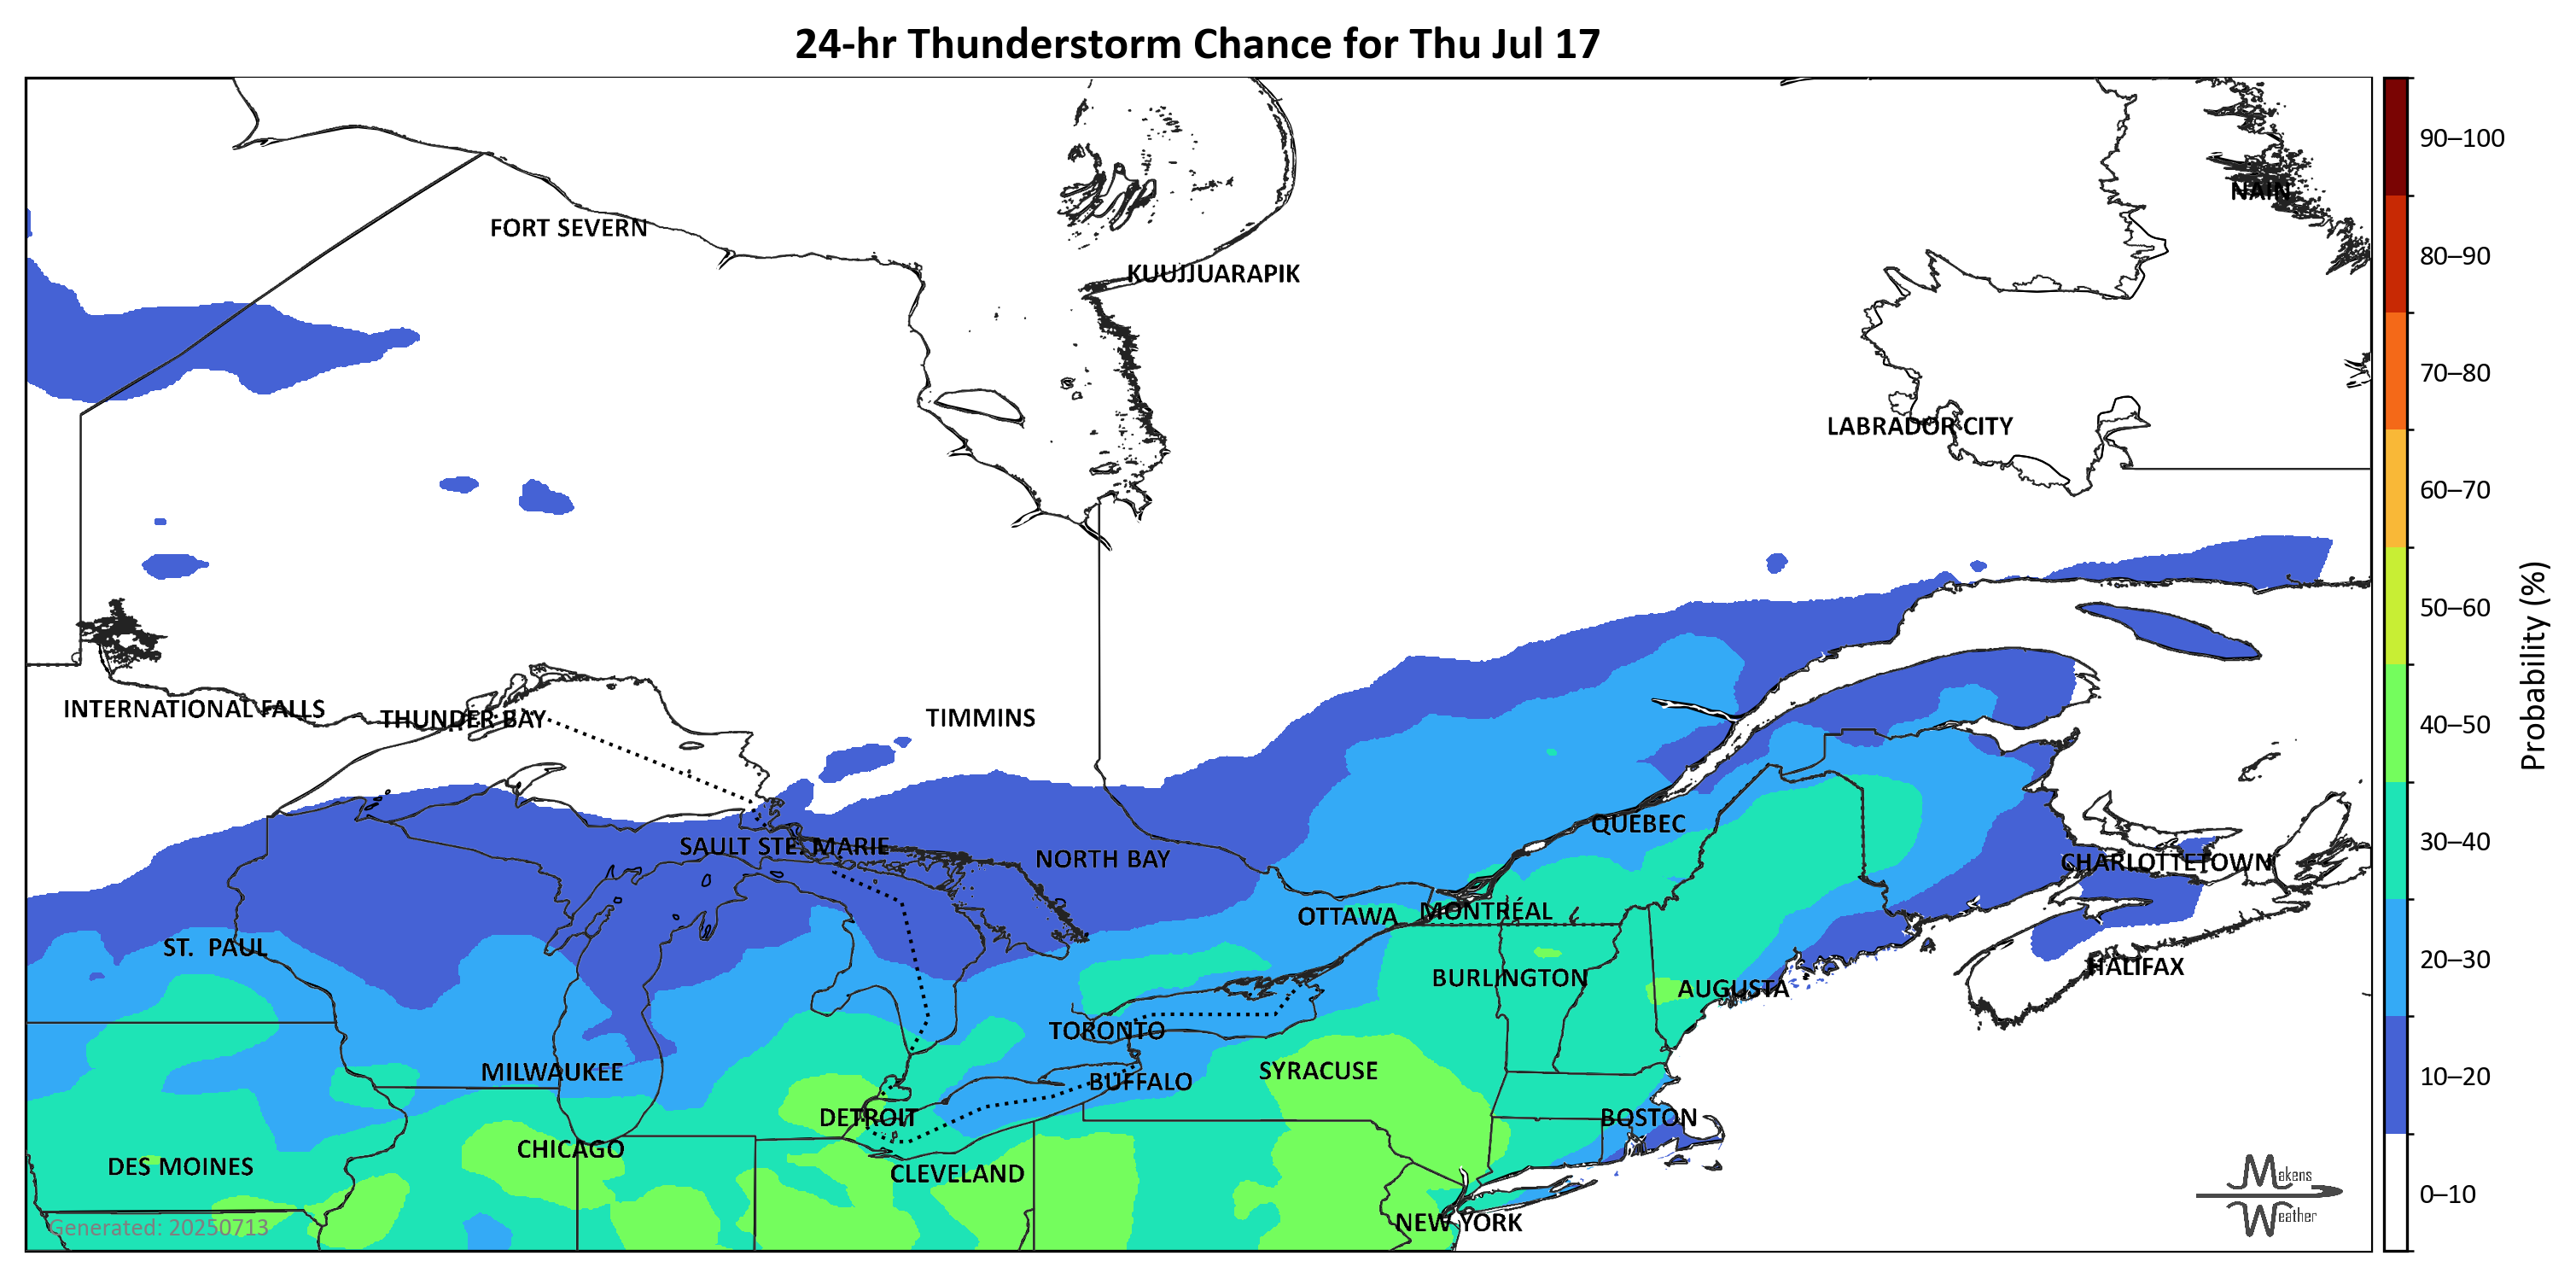 24-hr Thunderstorm Chance for Thu Jul 17
NAIN
FORT SEVERN
KUUJJUARAPIK
LABRADOR CITY
INTERNATIONAL FALLS
THUNDER BAY
TIMMINS
QUEBEC
SAULT STE. MARIE
NORTH BAY
CHARLOTTETOWN
OTTAWA
MONTRÉAL
ST. PAUL
HALIFAX
BURLINGTON
AUGUSTA
TORONTO
MILWAUKEE
BUFFALO
SYRACUSE
DETROIT
BOSTON
CHICAGO
DES MOINES
CLEVELAND
NEW YORK
Generated: 20250713
Makens
Weather
90–100
80–90
70–80
60–70
50–60
40–50
30–40
20–30
10–20
0–10
Probability (%)